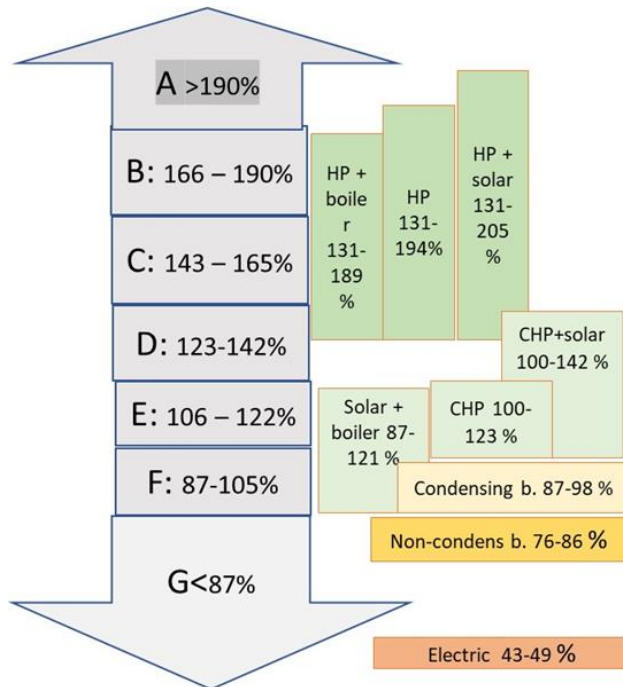 A >190%
B: 166 – 190%
C: 143 – 165%
D: 123-142%
E: 106 – 122%
F: 87-105%
G<87%
HP +
boile
r
131-
189
%
HP
131-
194%
HP +
solar
131-
205
%
CHP+solar
100-142 %
Solar +
boiler 87-
121 %
CHP 100-
123 %
Condensing b. 87-98 %
Non-condens b. 76-86 %
Electric 43-49 %